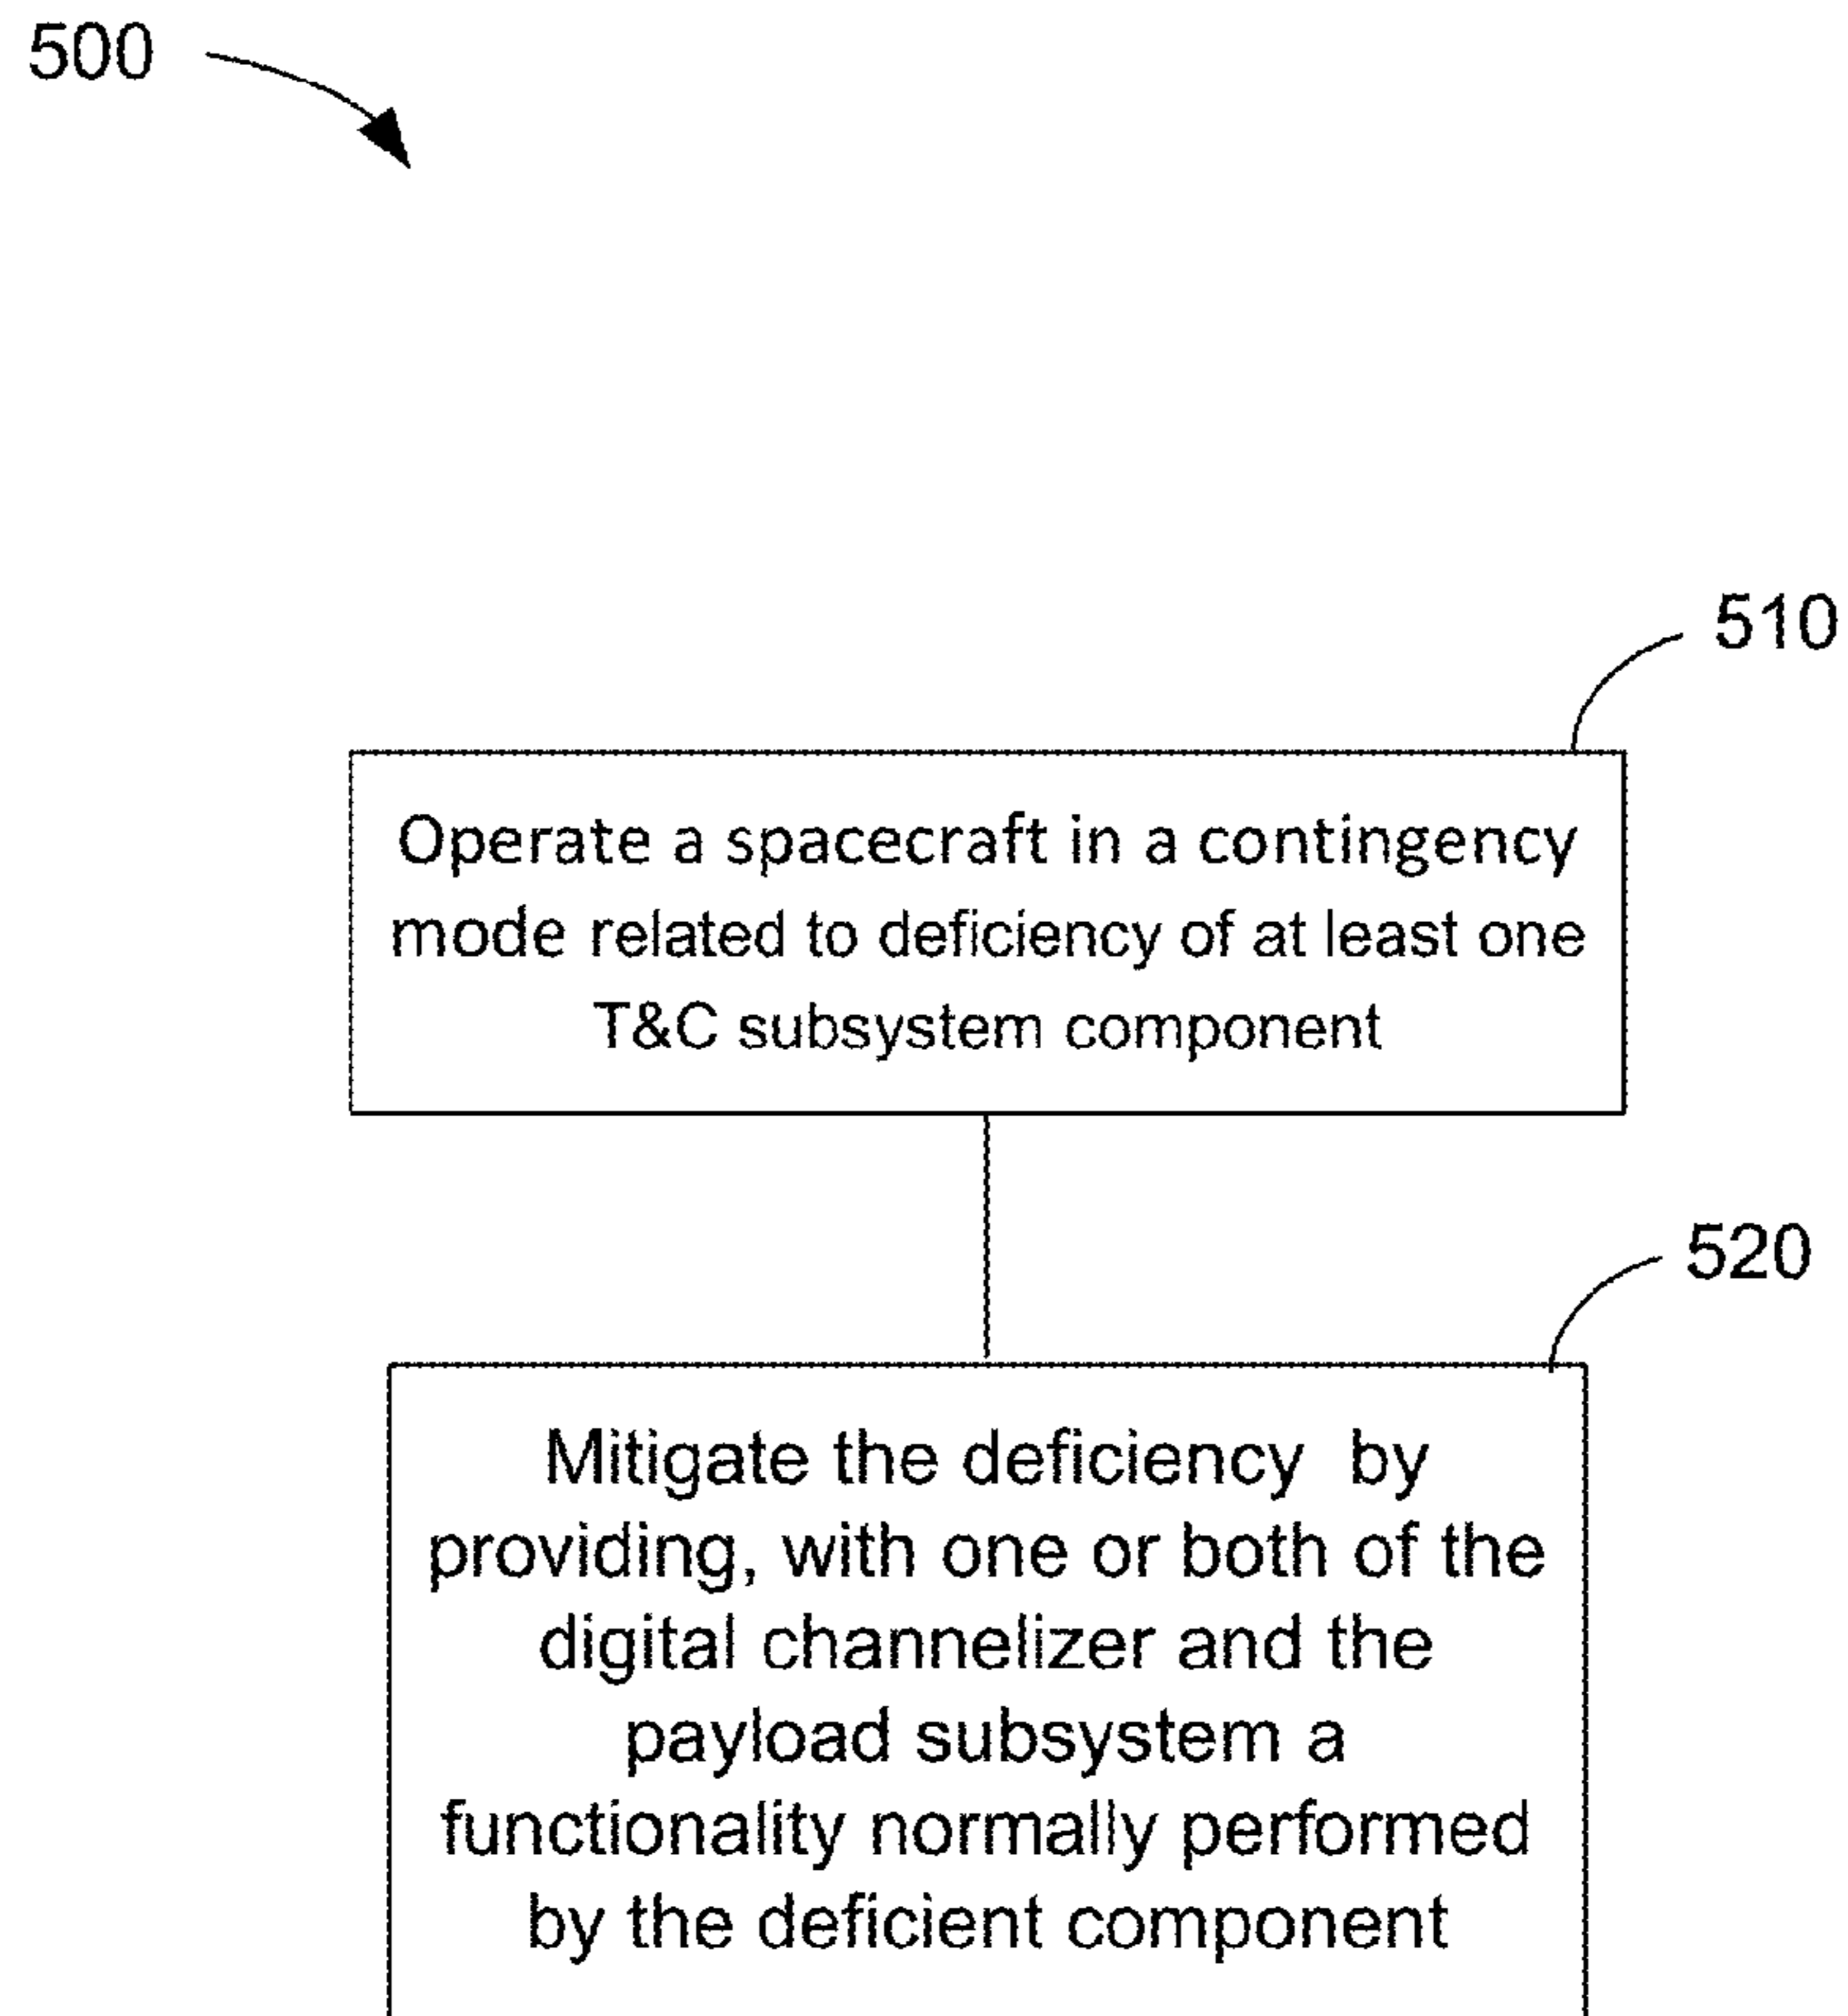 500
510
Operate a spacecraft in a contingency
mode related to deficiency of at least one
T&C subsystem component
520
Mitigate the deficiency by
providing, with one or both of the
digital channelizer and the
payload subsystem a
functionality normally performed
by the deficient component